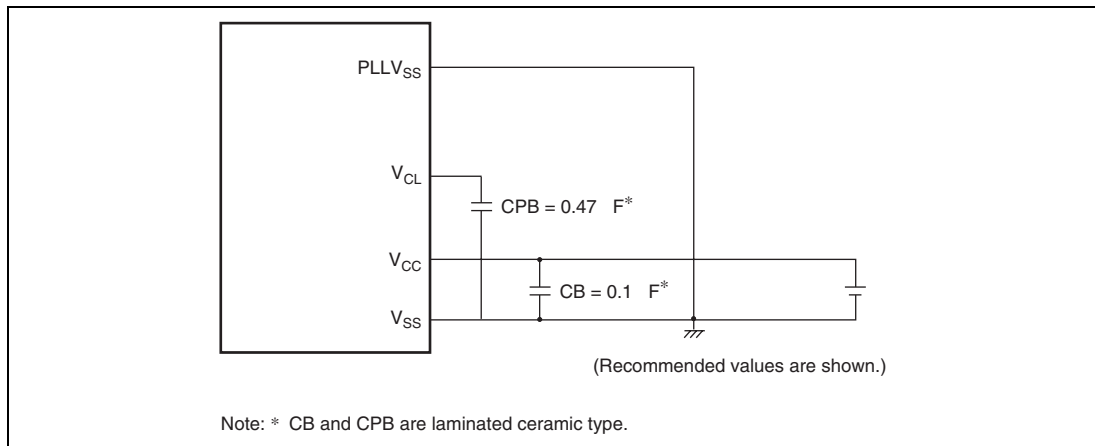 PLLVSS
VCL
CPB = 0.47 F*
VCC
CB = 0.1 F*
VSS
(Recommended values are shown.)
Note: * CB and CPB are laminated ceramic type.